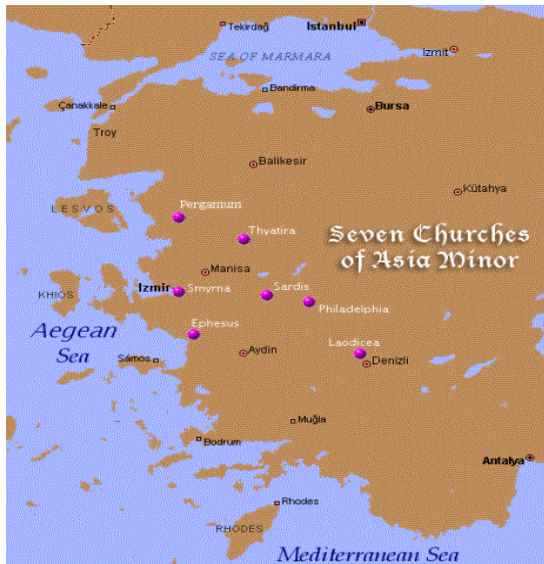 Tekirdağ
Istanbul
SEA OF MARMARA
Izmit
Bandirma
Çanakkale
Bursa
Troy
Balikesir
Kütahya
LESVOS
Pergamum
Thyatira
Seven Churches
of Asia Minor
Manisa
KHIOS
Izmir
Smyrna
Sardis
Philadelphia
Aegean
Sea
Ephesus
Sámos
Aydin
Laodicea
Denizli
Muğla
Bodrum
Antalya
Rhodes
RHODES
Mediterranean Sea